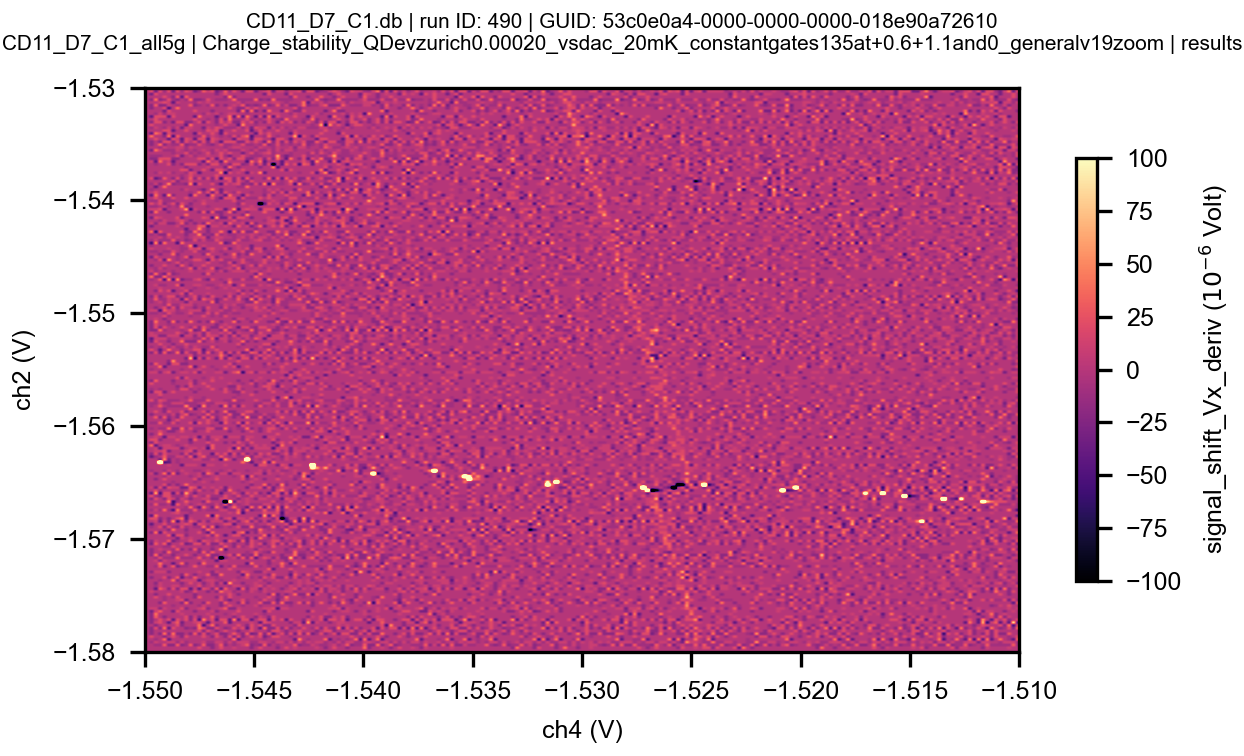 CD11_D7_C1.db | run ID: 490 | GUID: 53c0e0a4-0000-0000-0000-018e90a72610
CD11_D7_C1_all5g | Charge_stability_QDevzurich0.00020_vsdac_20mK_constantgates135at+0.6+1.1and0_generalv19zoom | results
−1.53
−1.54
−1.55
−1.56
−1.57
−1.58
ch2 (V)
−1.550 −1.545 −1.540 −1.535 −1.530 −1.525 −1.520 −1.515 −1.510
ch4 (V)
100
75
50
25
0
−25
−50
−75
−100
signal_shift_Vx_deriv (10⁻⁶ Volt)